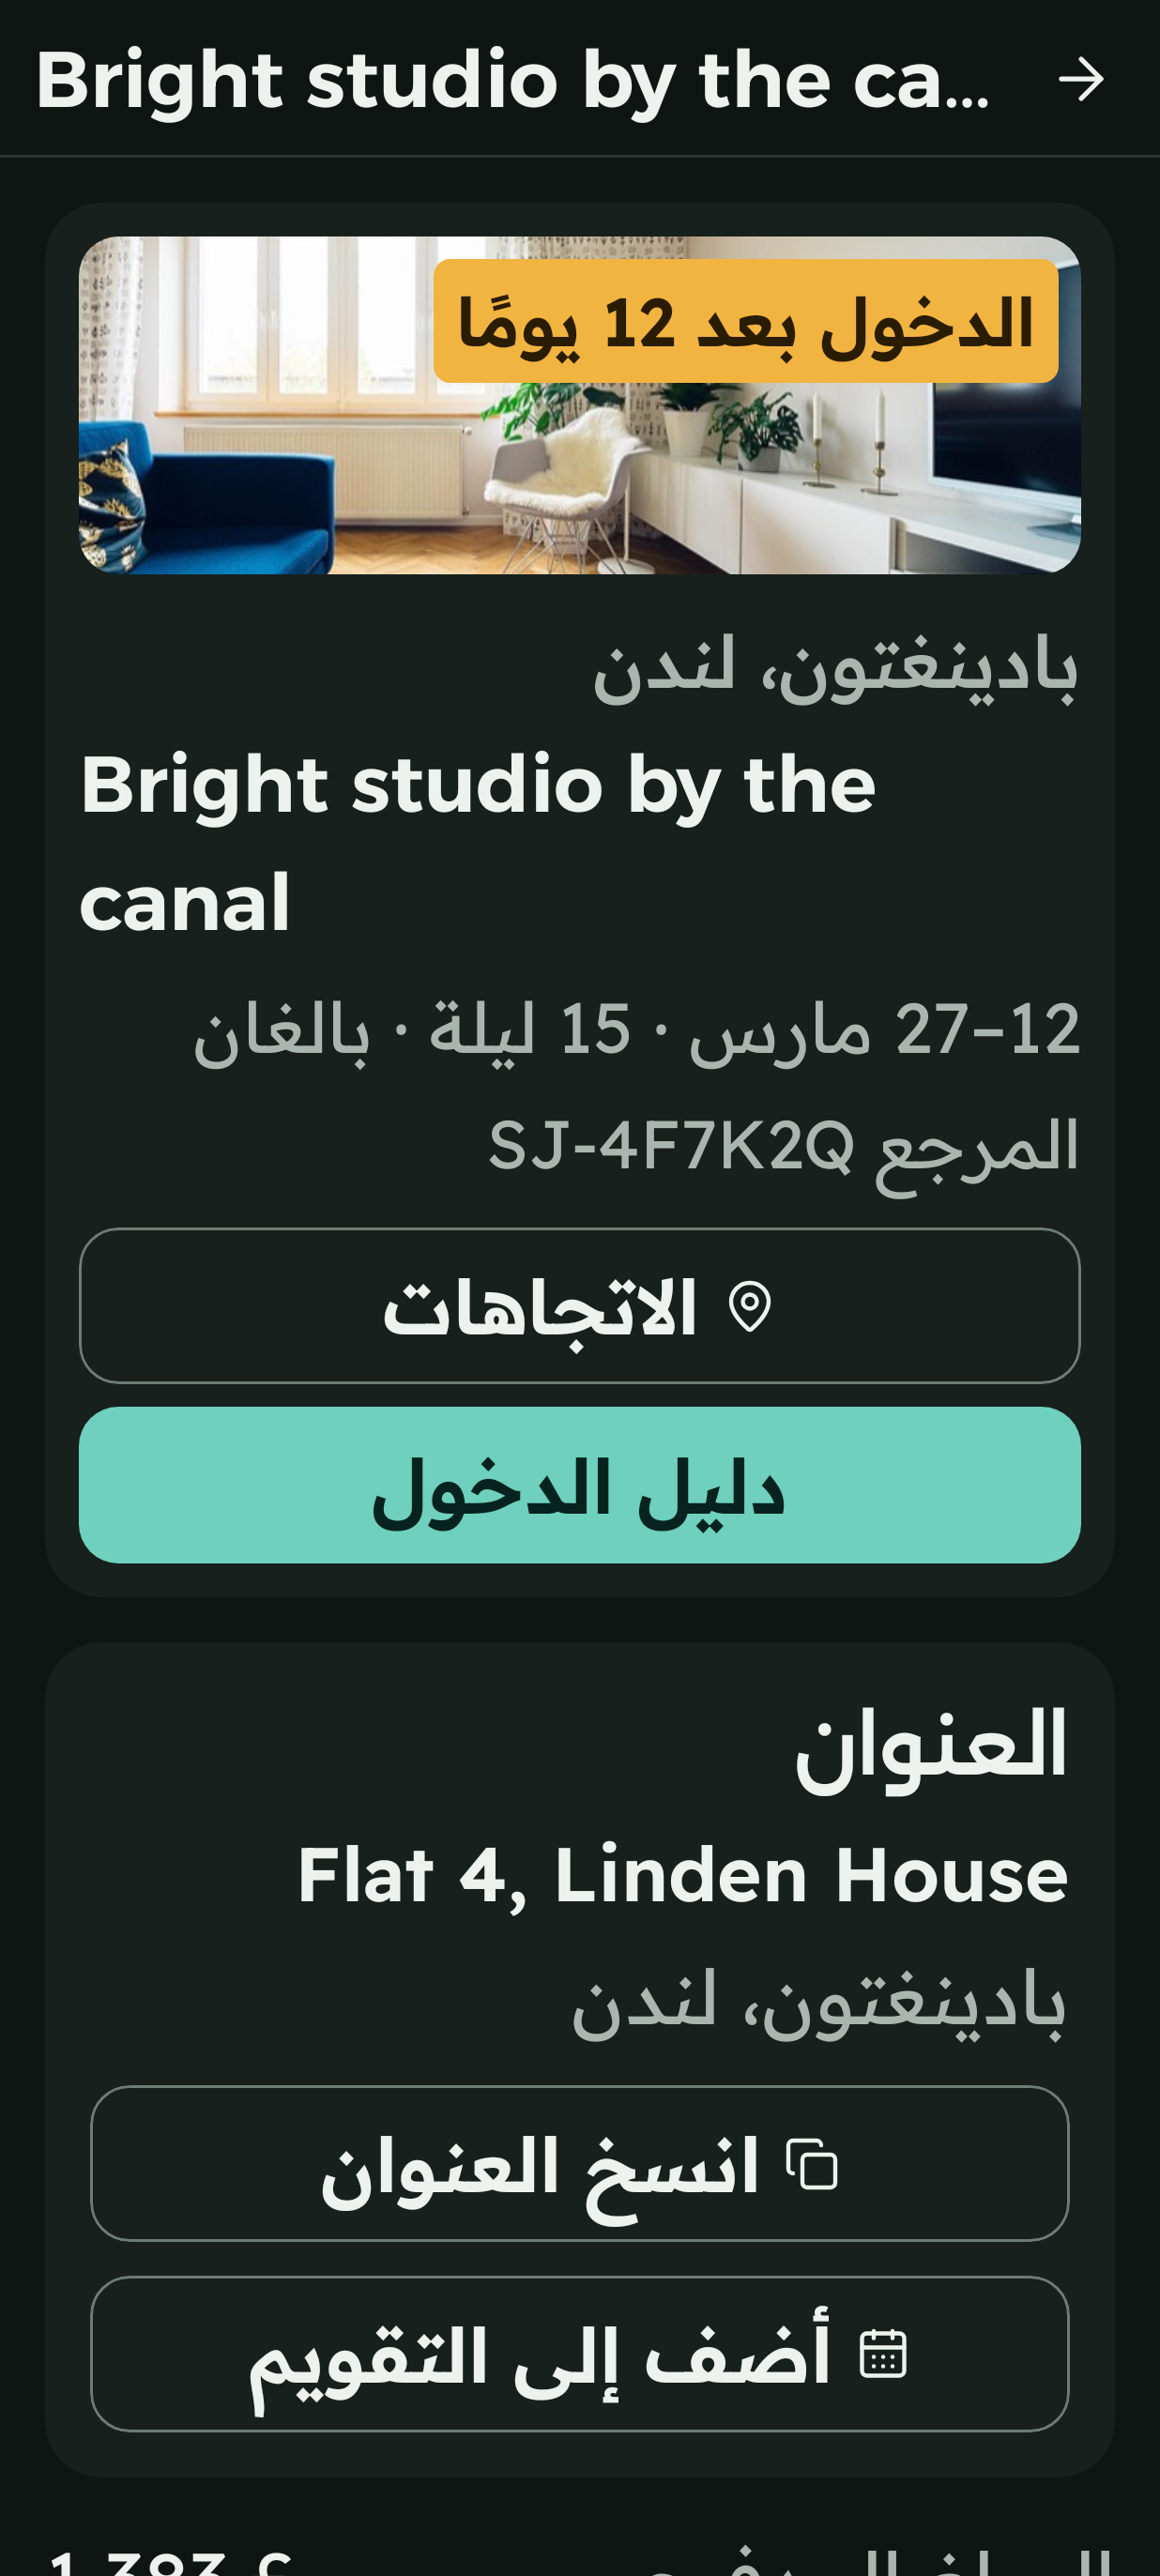 Bright studio by the ca...
الدخول بعد 12 يومًا
بادينغتون، لندن
Bright studio by the
canal
12–27 مارس · 15 ليلة · بالغان
المرجع SJ-4F7K2Q
الاتجاهات
دليل الدخول
العنوان
Flat 4, Linden House
بادينغتون، لندن
انسخ العنوان
أضف إلى التقويم